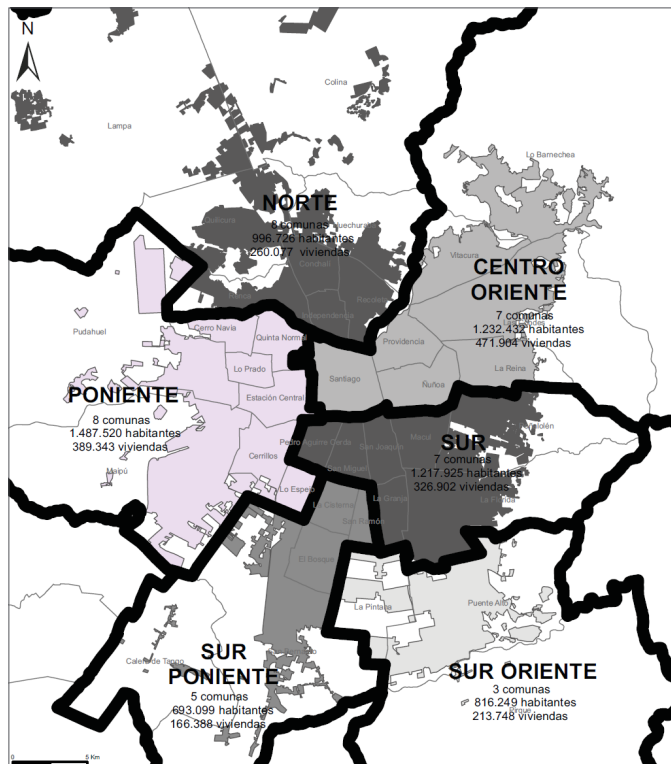 N
Colina
Lampa
Lo Barnechea
NORTE
8 comunas
996.726 habitantes
260.077 viviendas
Quilicura
Huechuraba
Conchalí
Renca
Recoleta
Independencia
Vitacura
CENTRO
ORIENTE
7 comunas
1.232.432 habitantes
471.904 viviendas
Las Condes
Pudahuel
Cerro Navia
Quinta Normal
Providencia
Lo Prado
La Reina
Santiago
Ñuñoa
PONIENTE
8 comunas
1.487.520 habitantes
389.343 viviendas
Estación Central
Maipú
Cerrillos
Pedro Aguirre Cerda
San Joaquín
Macul
Peñalolén
SUR
7 comunas
1.217.925 habitantes
326.902 viviendas
San Miguel
Lo Espejo
La Granja
La Florida
La Cisterna
San Ramón
El Bosque
La Pintana
Puente Alto
SUR
PONIENTE
5 comunas
693.099 habitantes
166.388 viviendas
Calera de Tango
San Bernardo
SUR ORIENTE
3 comunas
816.249 habitantes
213.748 viviendas
Pirque
0
5 Km